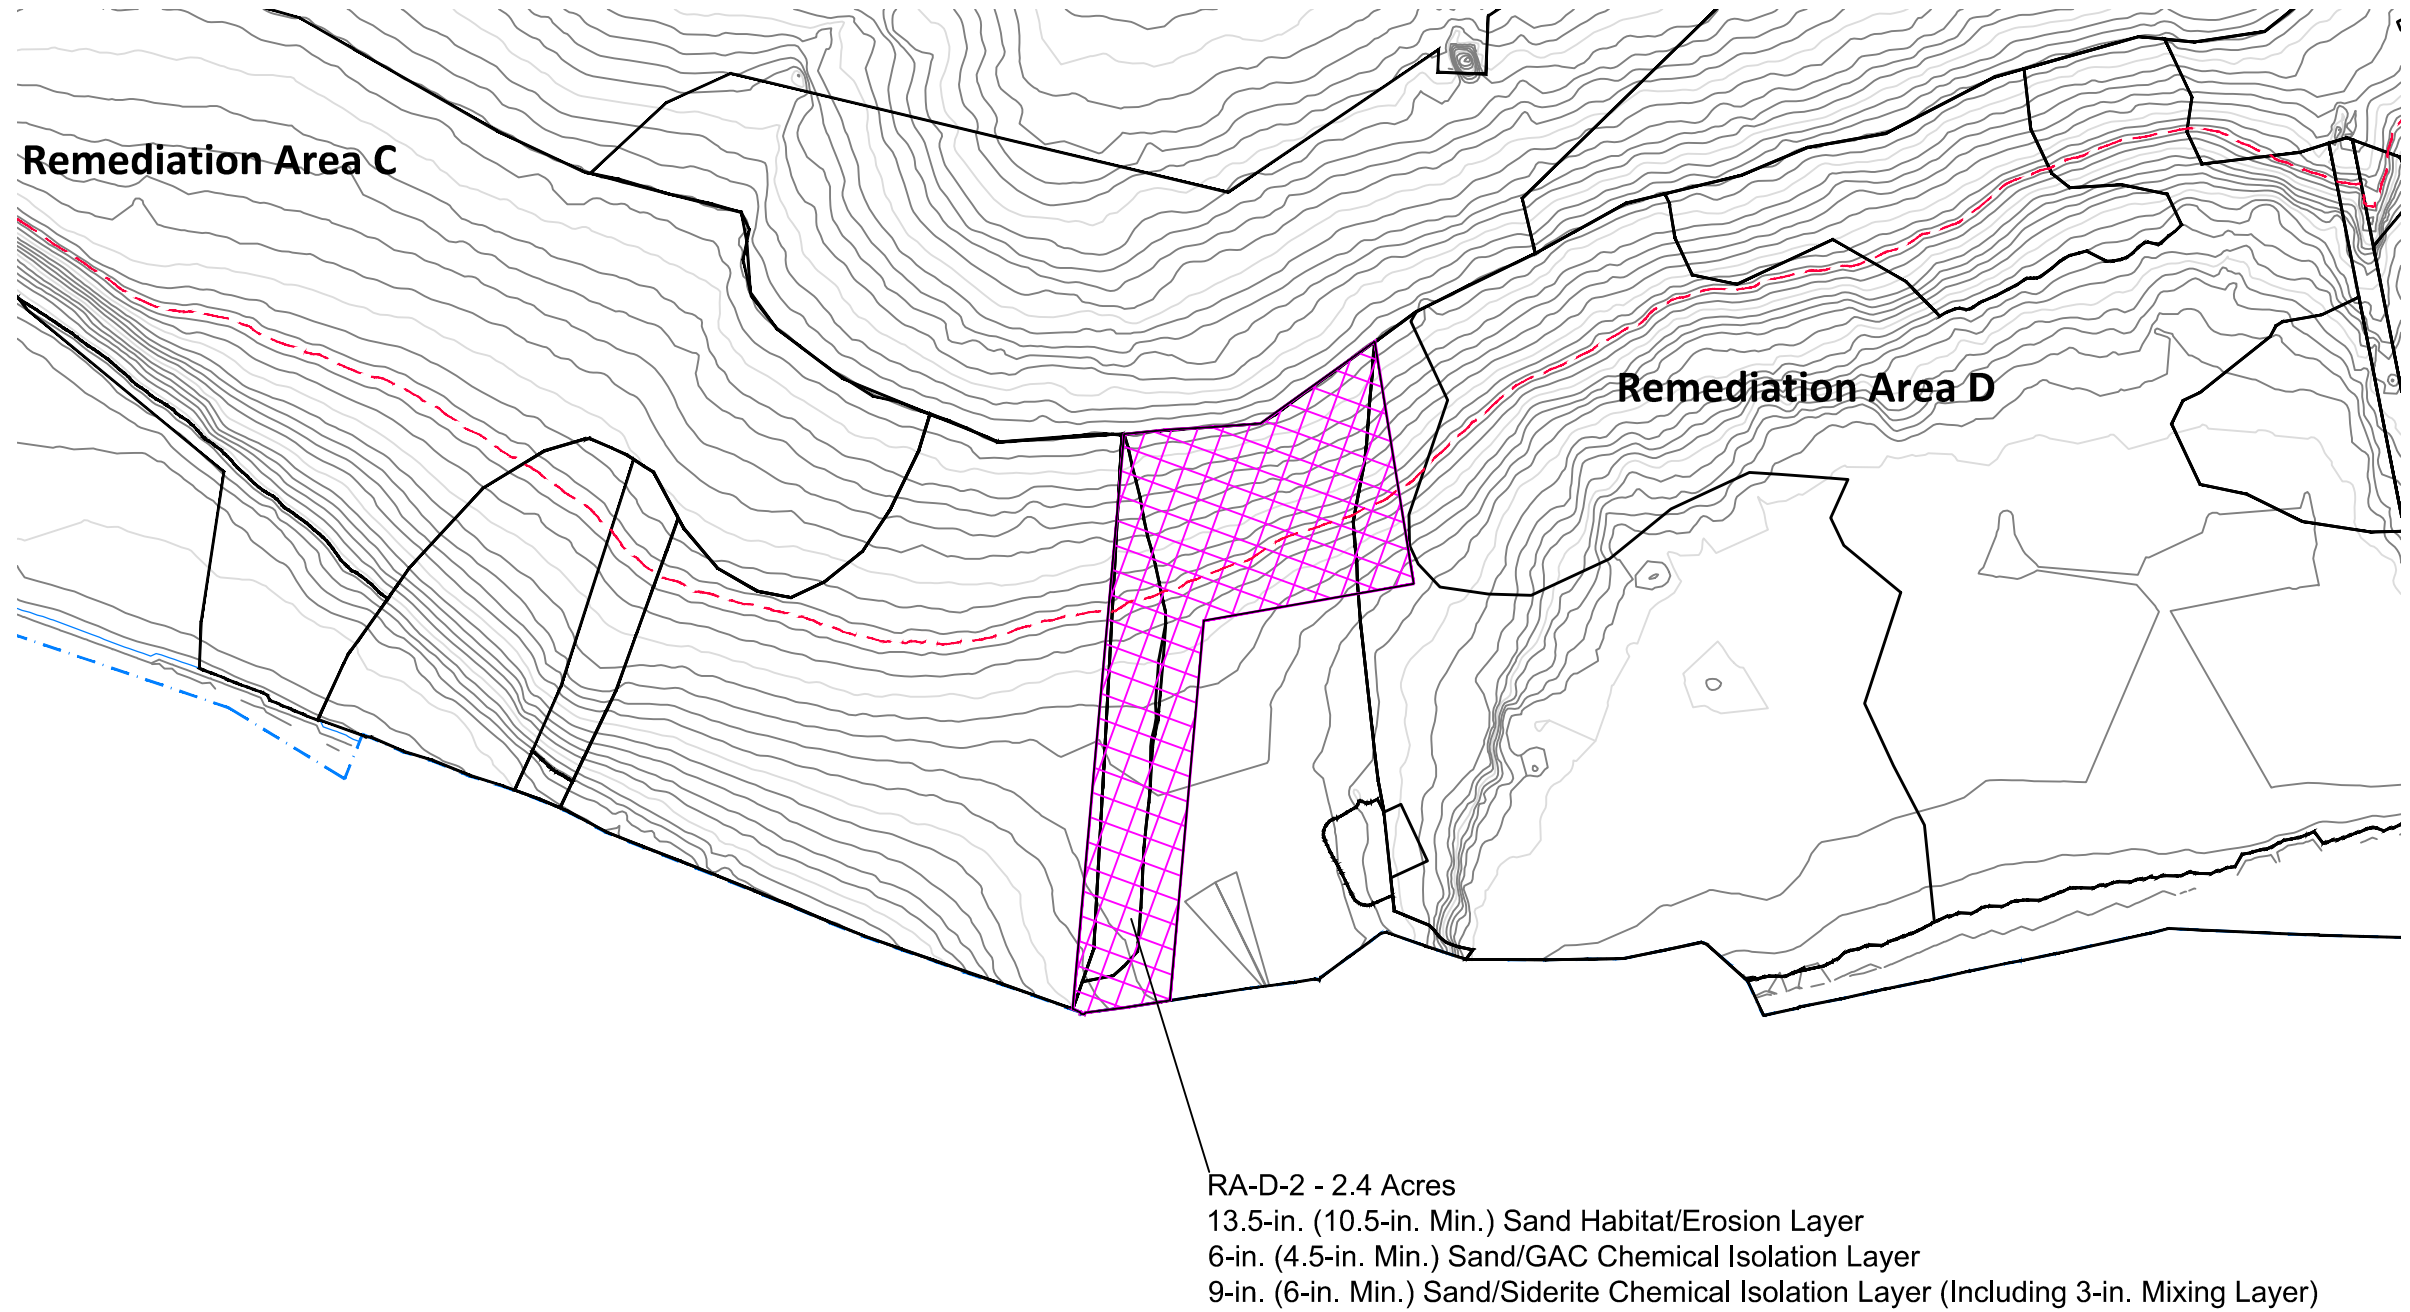 Remediation Area C
Remediation Area D
RA-D-2 - 2.4 Acres
13.5-in. (10.5-in. Min.) Sand Habitat/Erosion Layer
6-in. (4.5-in. Min.) Sand/GAC Chemical Isolation Layer
9-in. (6-in. Min.) Sand/Siderite Chemical Isolation Layer (Including 3-in. Mixing Layer)